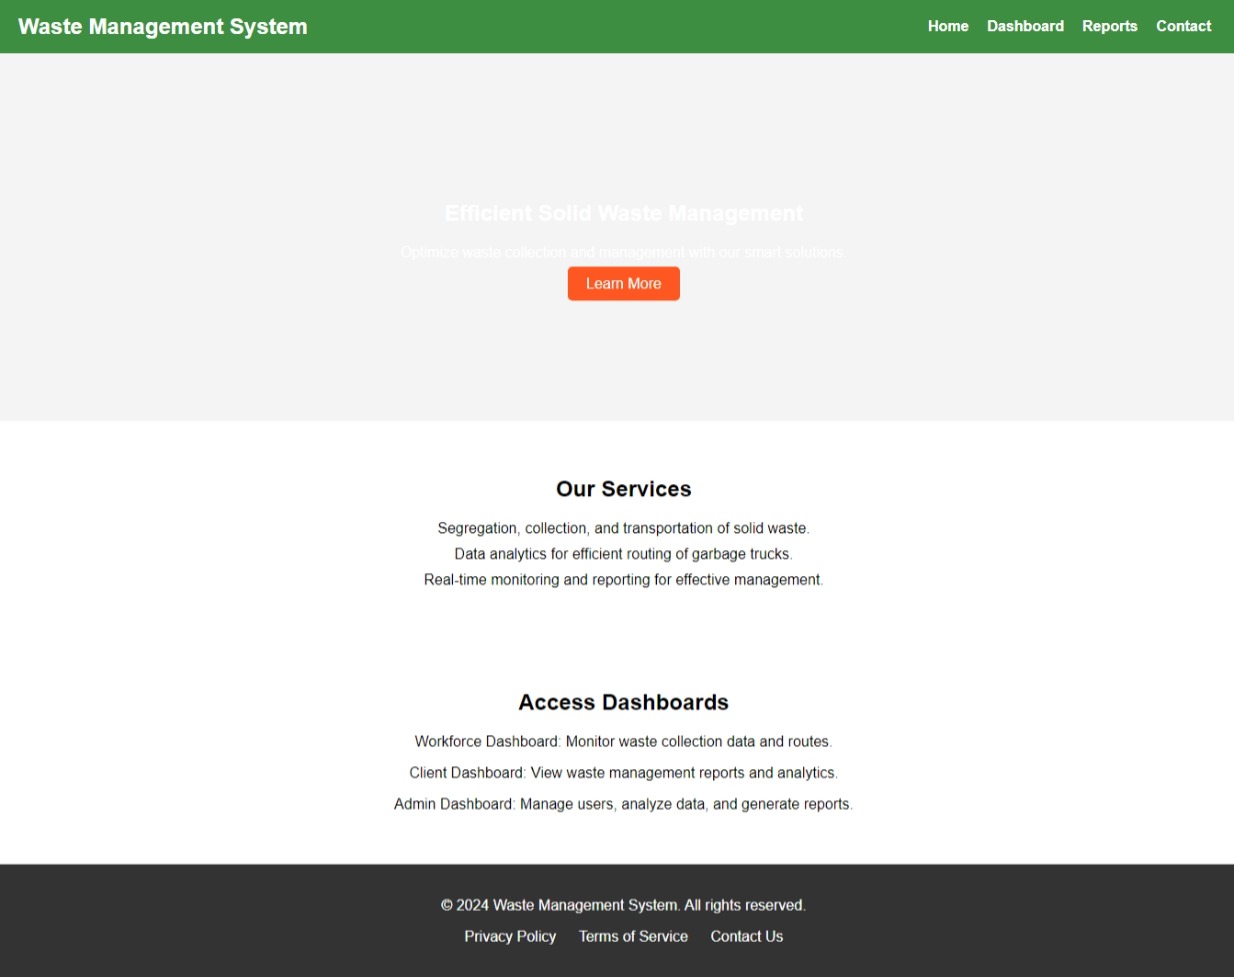 Waste Management System
Home Dashboard Reports Contact
Efficient Solid Waste Management
Optimize waste collection and management with our smart solutions.
Learn More
Our Services
Segregation, collection, and transportation of solid waste.
Data analytics for efficient routing of garbage trucks.
Real-time monitoring and reporting for effective management.
Access Dashboards
Workforce Dashboard: Monitor waste collection data and routes.
Client Dashboard: View waste management reports and analytics.
Admin Dashboard: Manage users, analyze data, and generate reports.
© 2024 Waste Management System. All rights reserved.
Privacy Policy Terms of Service Contact Us